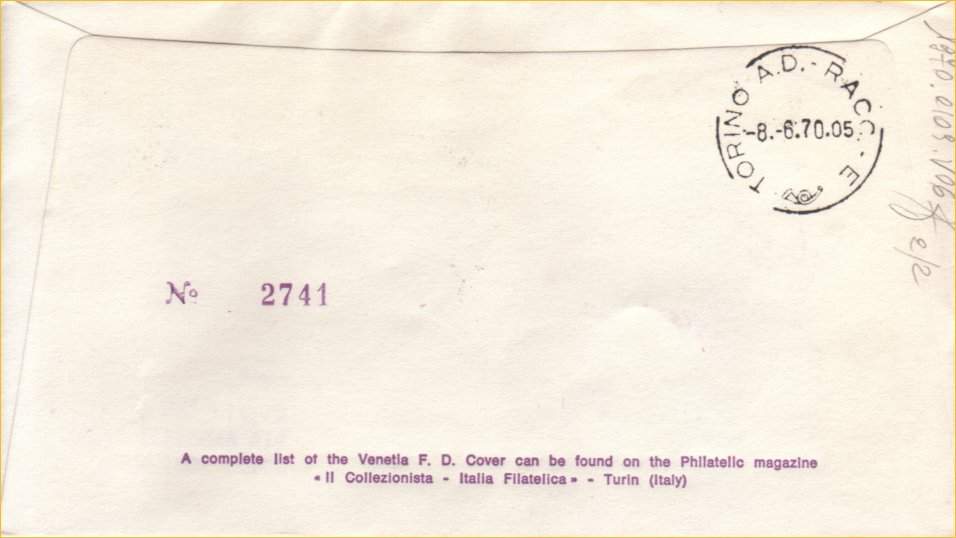 TORINO A.D. - RACC. - E
-8.-6.70.05
№ 2741
A complete list of the Venetia F. D. Cover can be found on the Philatelic magazine
« Il Collezionista - Italia Filatelica » - Turin (Italy)
e/2